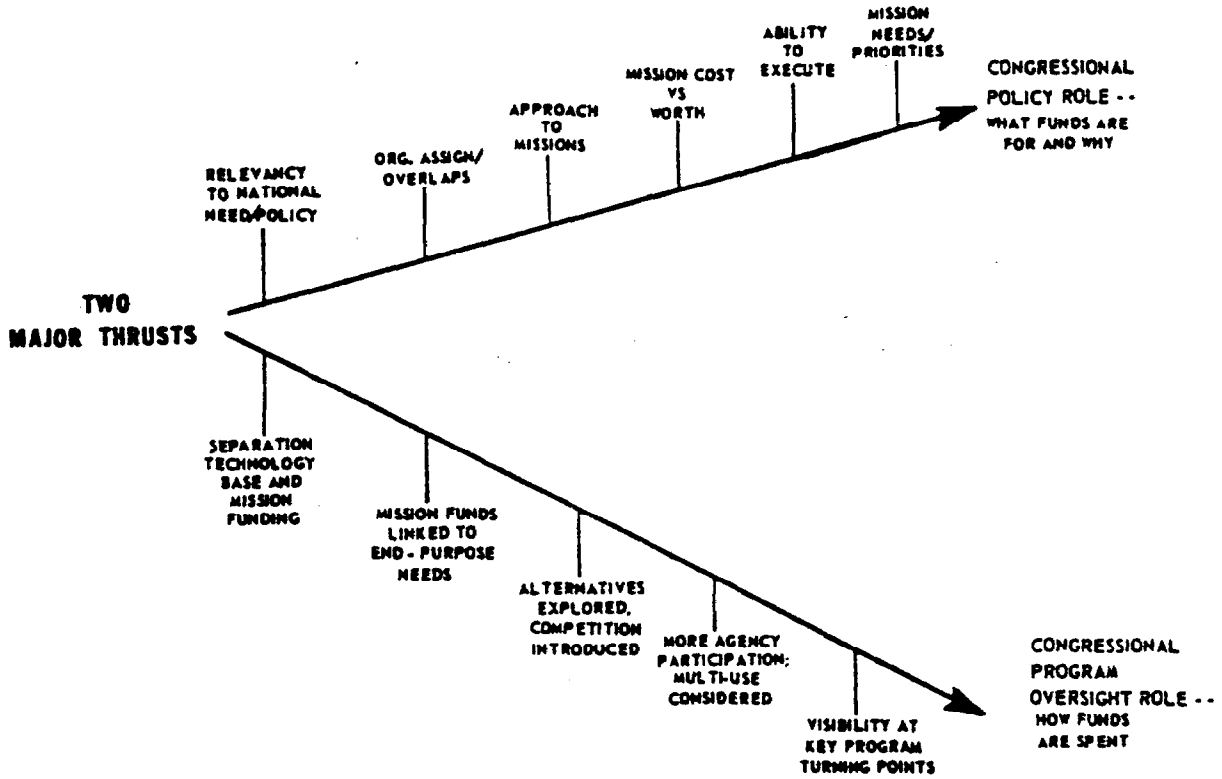 MISSION
NEEDS/
PRIORITIES
ABILITY
TO
EXECUTE
MISSION COST
VS
WORTH
APPROACH
TO
MISSIONS
ORG. ASSIGN/
OVERLAPS
RELEVANCY
TO NATIONAL
NEED/POLICY
CONGRESSIONAL
POLICY ROLE --
WHAT FUNDS ARE
FOR AND WHY
TWO
MAJOR THRUSTS
SEPARATION
TECHNOLOGY
BASE AND
MISSION
FUNDING
MISSION FUNDS
LINKED TO
END - PURPOSE
NEEDS
ALTERNATIVES
EXPLORED,
COMPETITION
INTRODUCED
MORE AGENCY
PARTICIPATION;
MULTI-USE
CONSIDERED
VISIBILITY AT
KEY PROGRAM
TURNING POINTS
CONGRESSIONAL
PROGRAM
OVERSIGHT ROLE --
HOW FUNDS
ARE SPENT